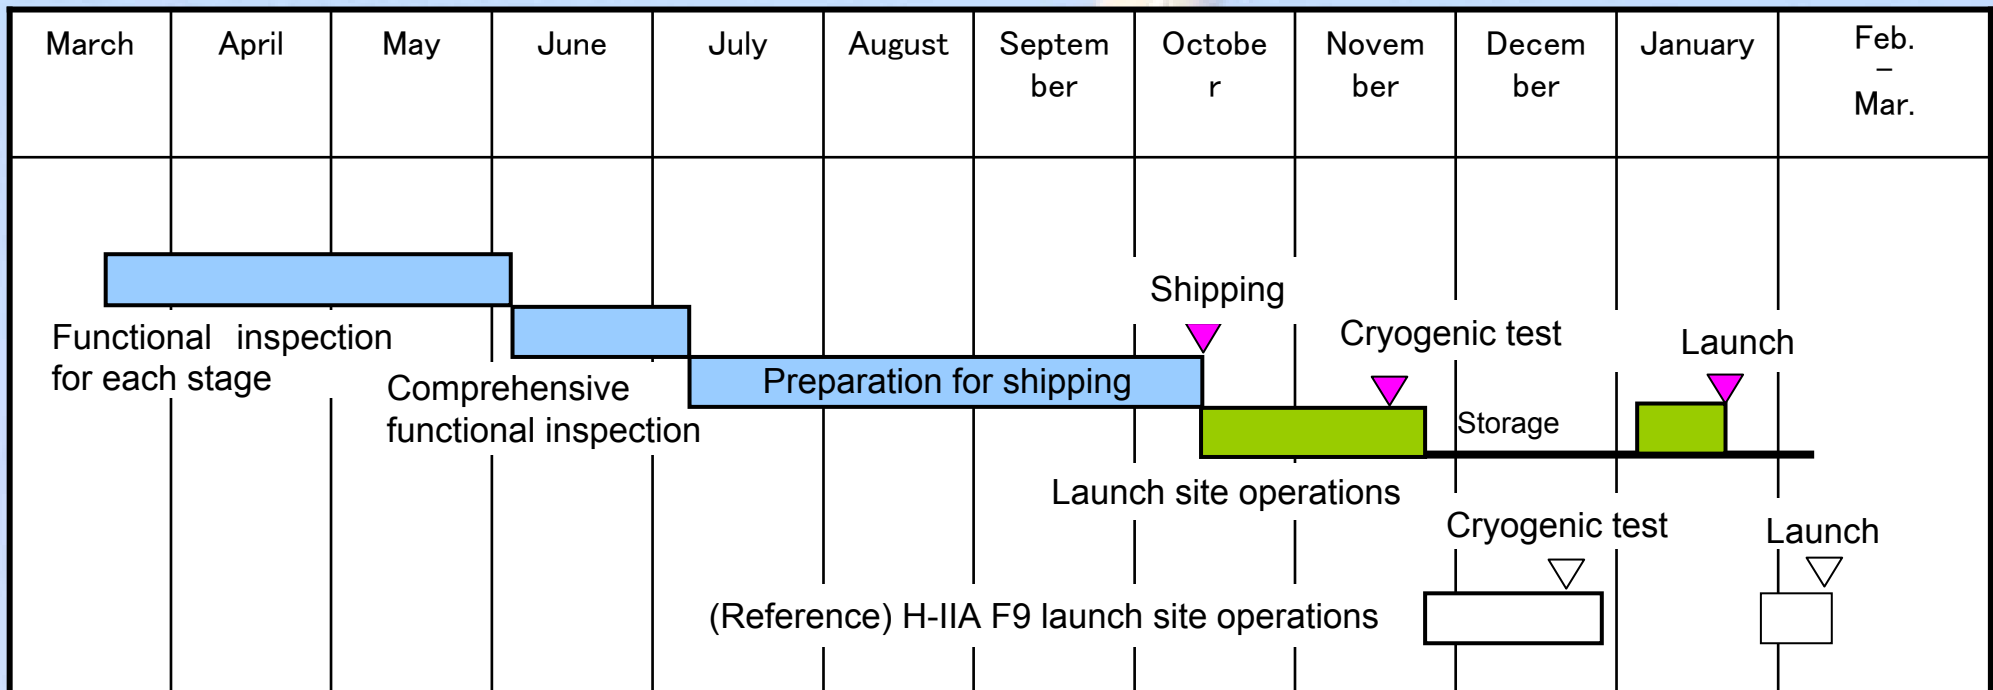 March
April
May
June
July
August
Septem
ber
Octobe
r
Novem
ber
Decem
ber
January
Feb.
–
Mar.
Functional inspection
for each stage
Comprehensive
functional inspection
Preparation for shipping
Shipping
Cryogenic test
Launch
Storage
Launch site operations
Cryogenic test
Launch
(Reference) H-IIA F9 launch site operations